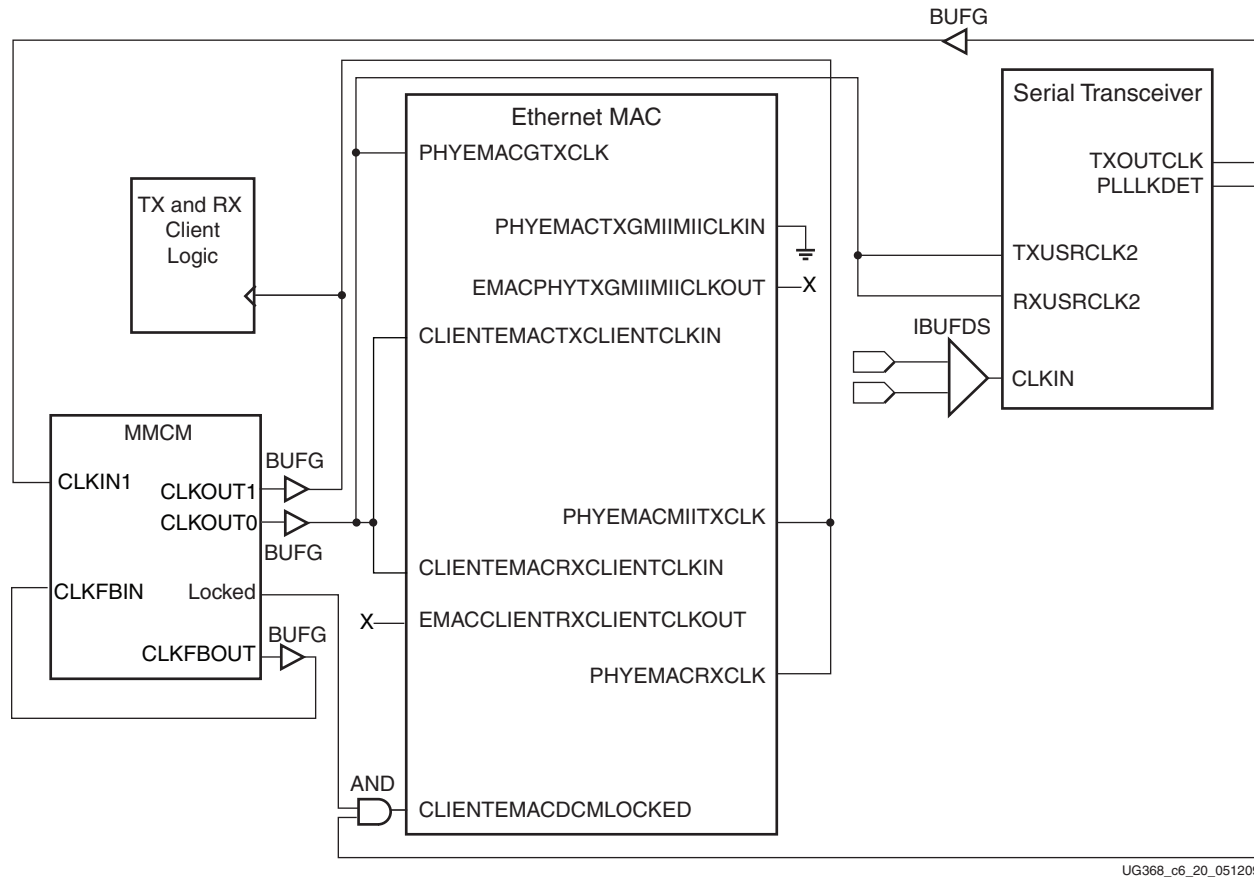 BUFG
Serial Transceiver
TXOUTCLK
PLLLKDET
TXUSRCLK2
RXUSRCLK2
IBUFDS
CLKIN
Ethernet MAC
PHYEMACGTXCLK
PHYEMACTXGMIIMIICLKIN
EMACPHYTXGMIIMIICLKOUT
X
CLIENTEMACTXCLIENTCLKIN
PHYEMACMIITXCLK
CLIENTEMACRXCLIENTCLKIN
X
EMACCLIENTRXCLIENTCLKOUT
PHYEMACRXCLK
CLIENTEMACDCMLOCKED
AND
TX and RX
Client
Logic
MMCM
CLKIN1
CLKOUT1
BUFG
CLKOUT0
BUFG
CLKFBIN
Locked
CLKFBOUT
BUFG
UG368_c6_20_051209